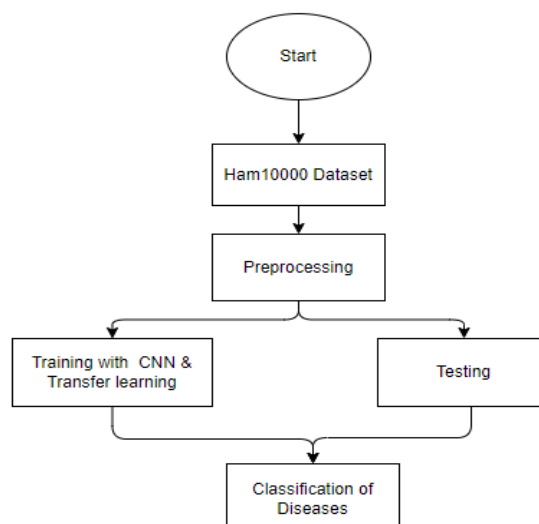 Start
Ham10000 Dataset
Preprocessing
Training with CNN &
Transfer learning
Testing
Classification of
Diseases